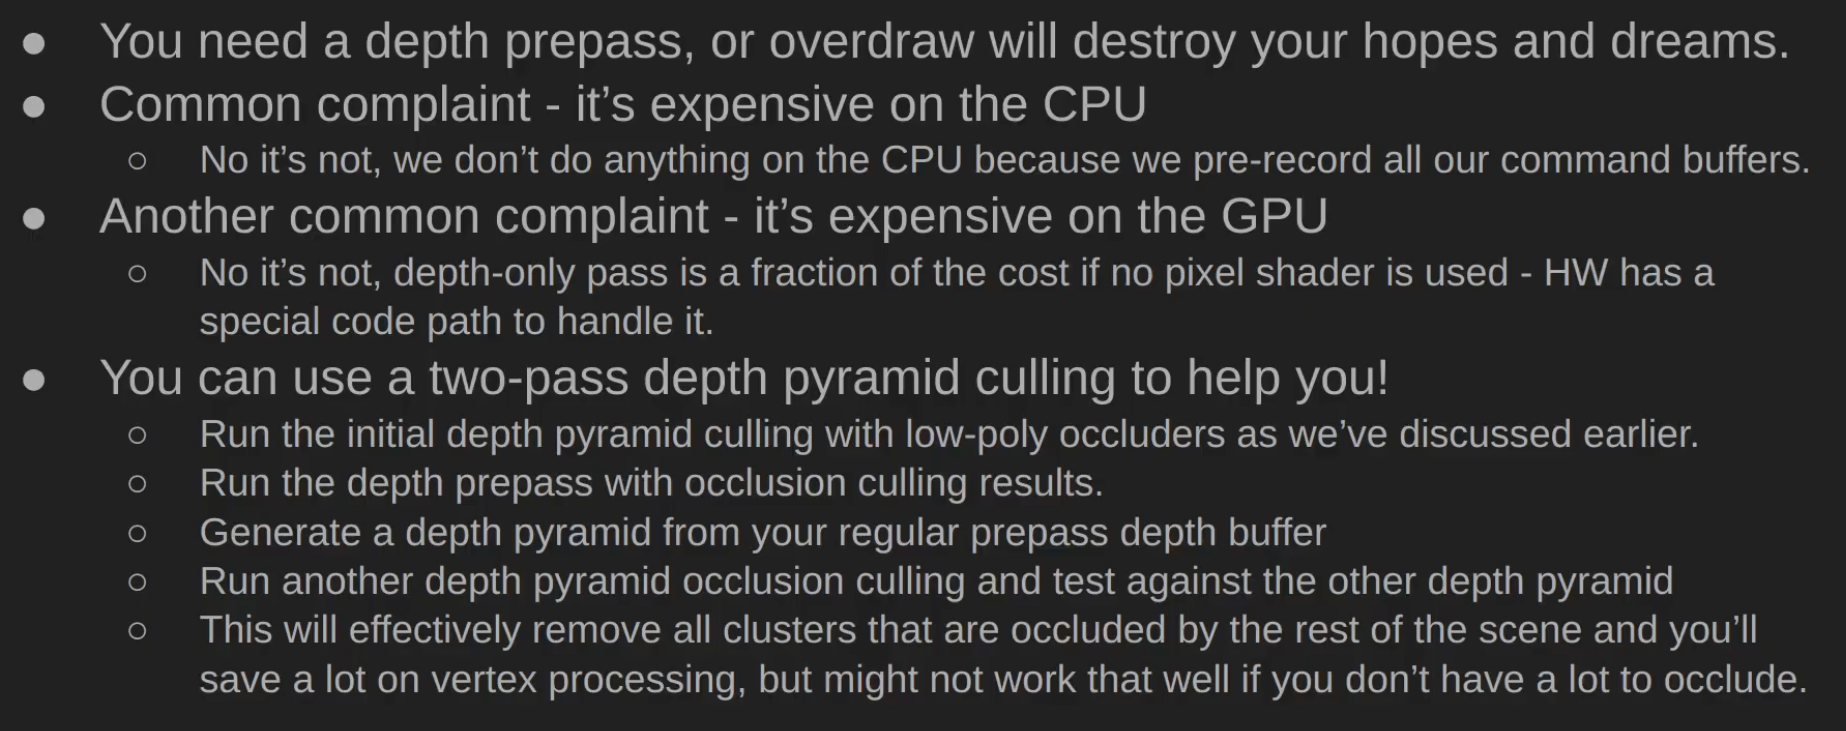 ● You need a depth prepass, or overdraw will destroy your hopes and dreams.
● Common complaint - it’s expensive on the CPU
○ No it’s not, we don’t do anything on the CPU because we pre-record all our command buffers.
● Another common complaint - it’s expensive on the GPU
○ No it’s not, depth-only pass is a fraction of the cost if no pixel shader is used - HW has a
special code path to handle it.
● You can use a two-pass depth pyramid culling to help you!
○ Run the initial depth pyramid culling with low-poly occluders as we’ve discussed earlier.
○ Run the depth prepass with occlusion culling results.
○ Generate a depth pyramid from your regular prepass depth buffer
○ Run another depth pyramid occlusion culling and test against the other depth pyramid
○ This will effectively remove all clusters that are occluded by the rest of the scene and you’ll
save a lot on vertex processing, but might not work that well if you don’t have a lot to occlude.